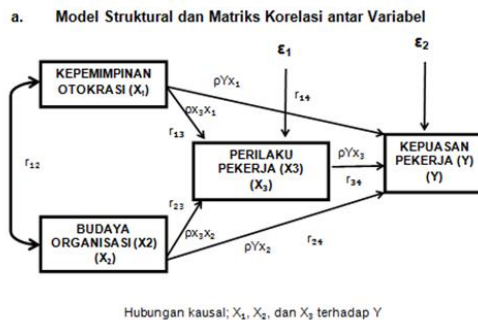 a. Model Struktural dan Matriks Korelasi antar Variabel
ε₁
ε₂
KEPEMIMPINAN
OTOKRASI (X₁)
ρYx₁
r₁₄
ρx₃x₁
r₁₃
r₁₂
PERILAKU
PEKERJA (X3)
(X₃)
ρYx₃
r₃₄
KEPUASAN
PEKERJA (Y)
(Y)
r₂₃
BUDAYA
ORGANISASI (X2)
(X₂)
ρx₃x₂
ρYx₂
r₂₄
Hubungan kausal; X₁, X₂, dan X₃ terhadap Y